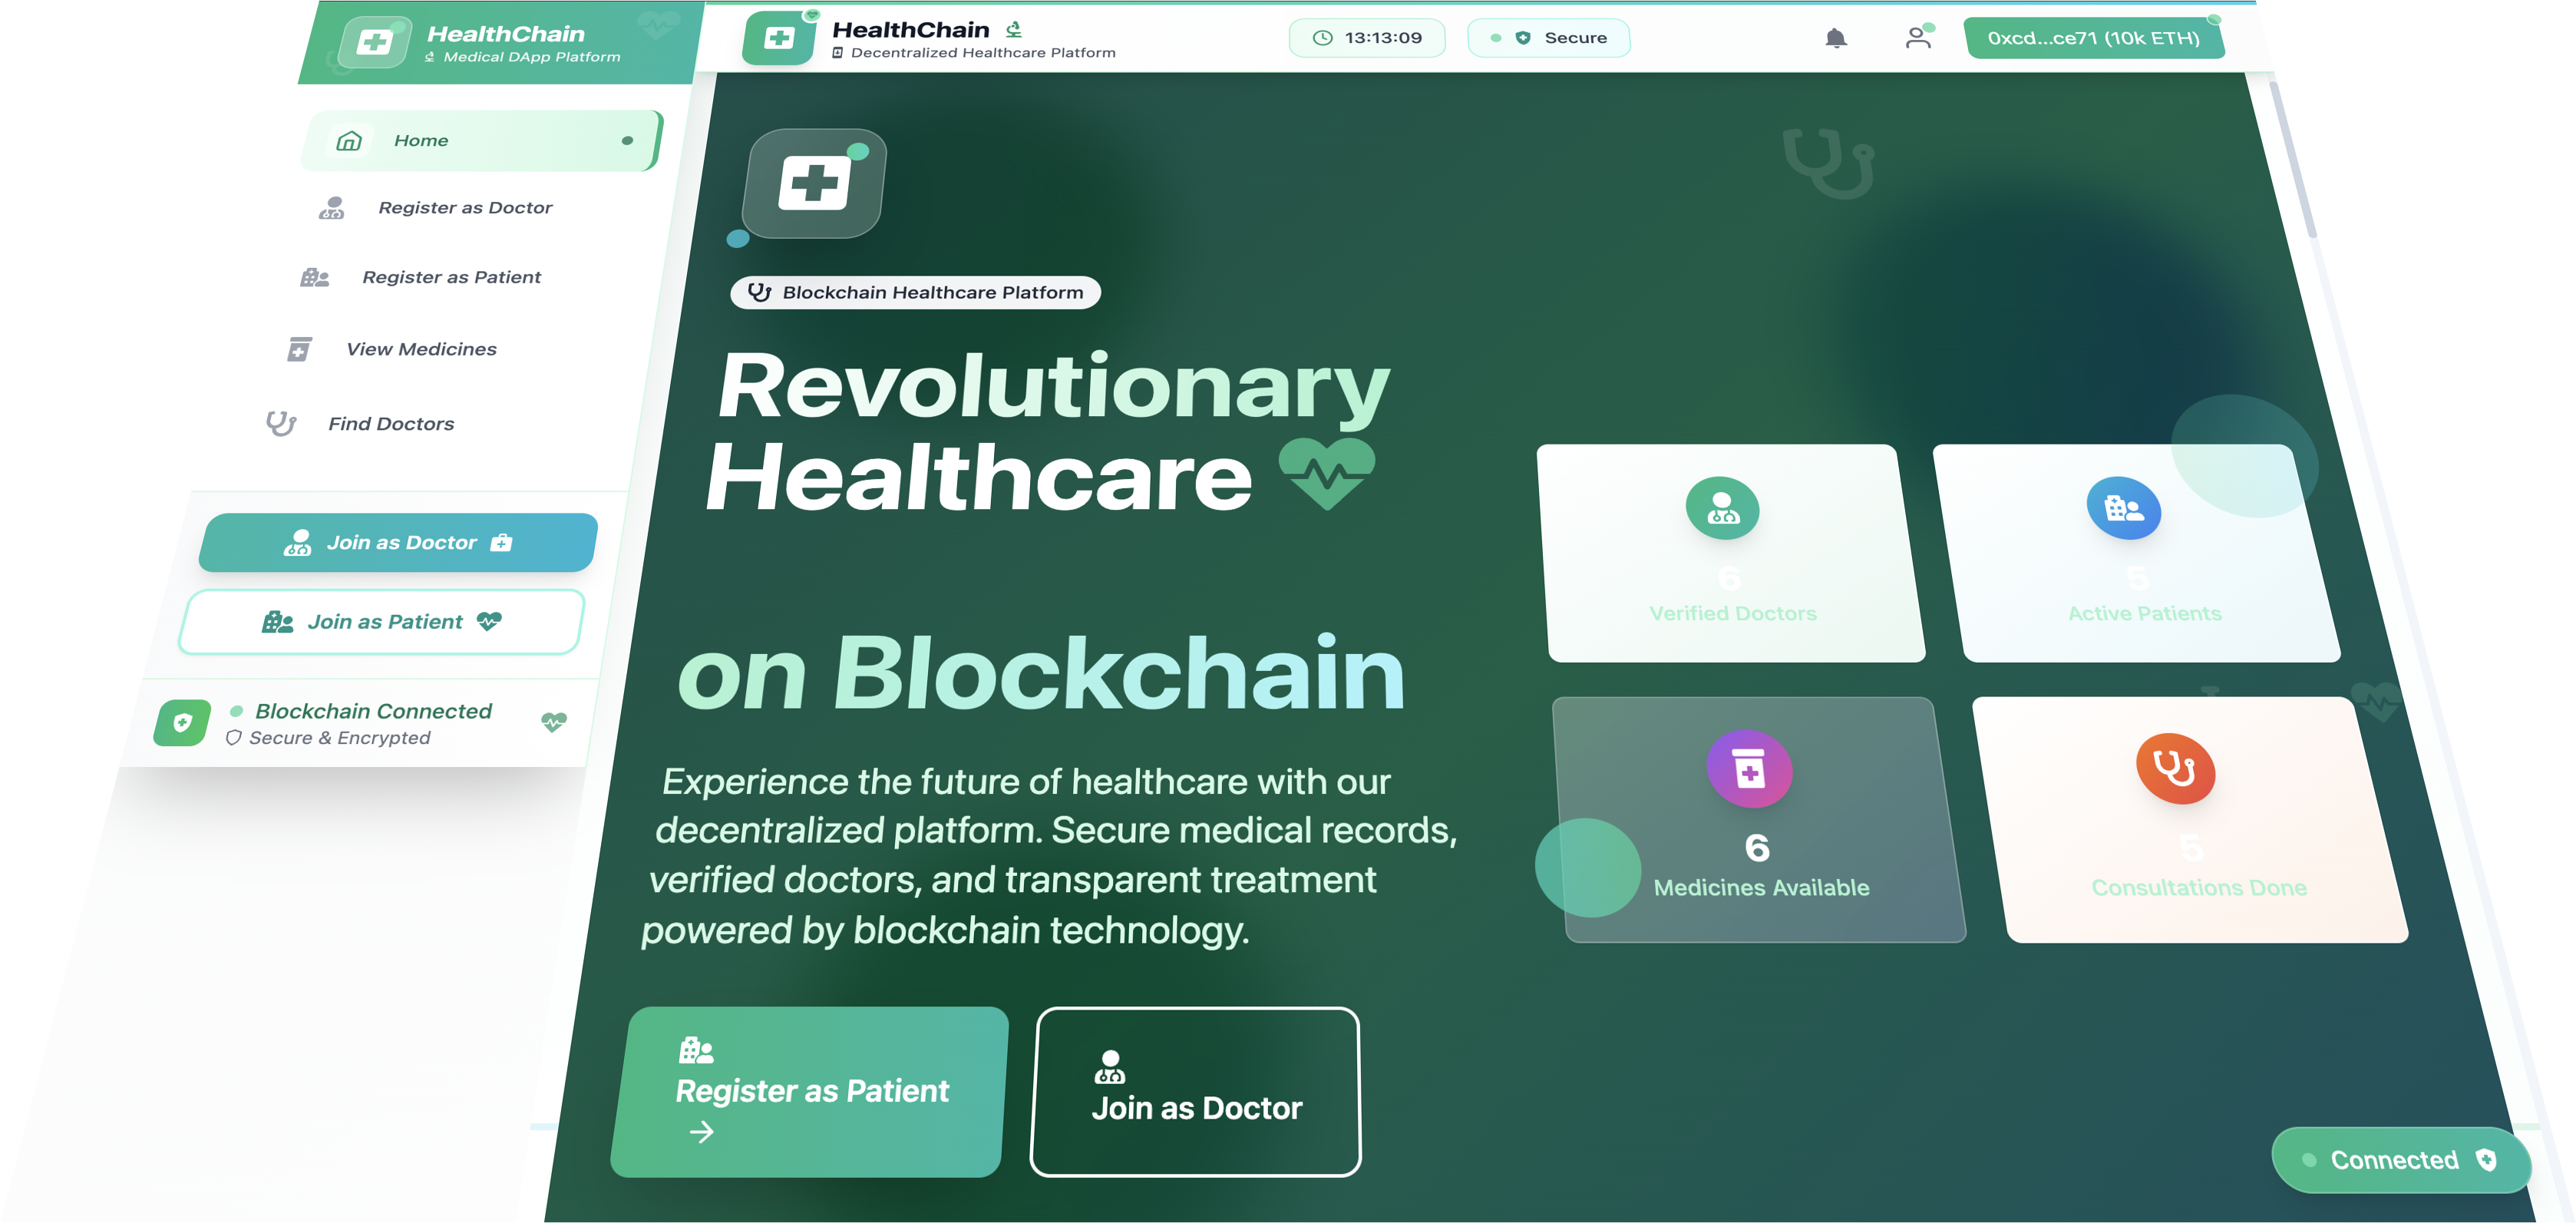 HealthChain
Medical DApp Platform
Home
Register as Doctor
Register as Patient
View Medicines
Find Doctors
Join as Doctor
Join as Patient
Blockchain Connected
Secure & Encrypted
HealthChain
Decentralized Healthcare Platform
13:13:09
Secure
0xcd...ce71 (10k ETH)
Blockchain Healthcare Platform
Revolutionary
Healthcare
on Blockchain
Experience the future of healthcare with our
decentralized platform. Secure medical records,
verified doctors, and transparent treatment
powered by blockchain technology.
Register as Patient
Join as Doctor
6
Verified Doctors
5
Active Patients
6
Medicines Available
5
Consultations Done
Connected